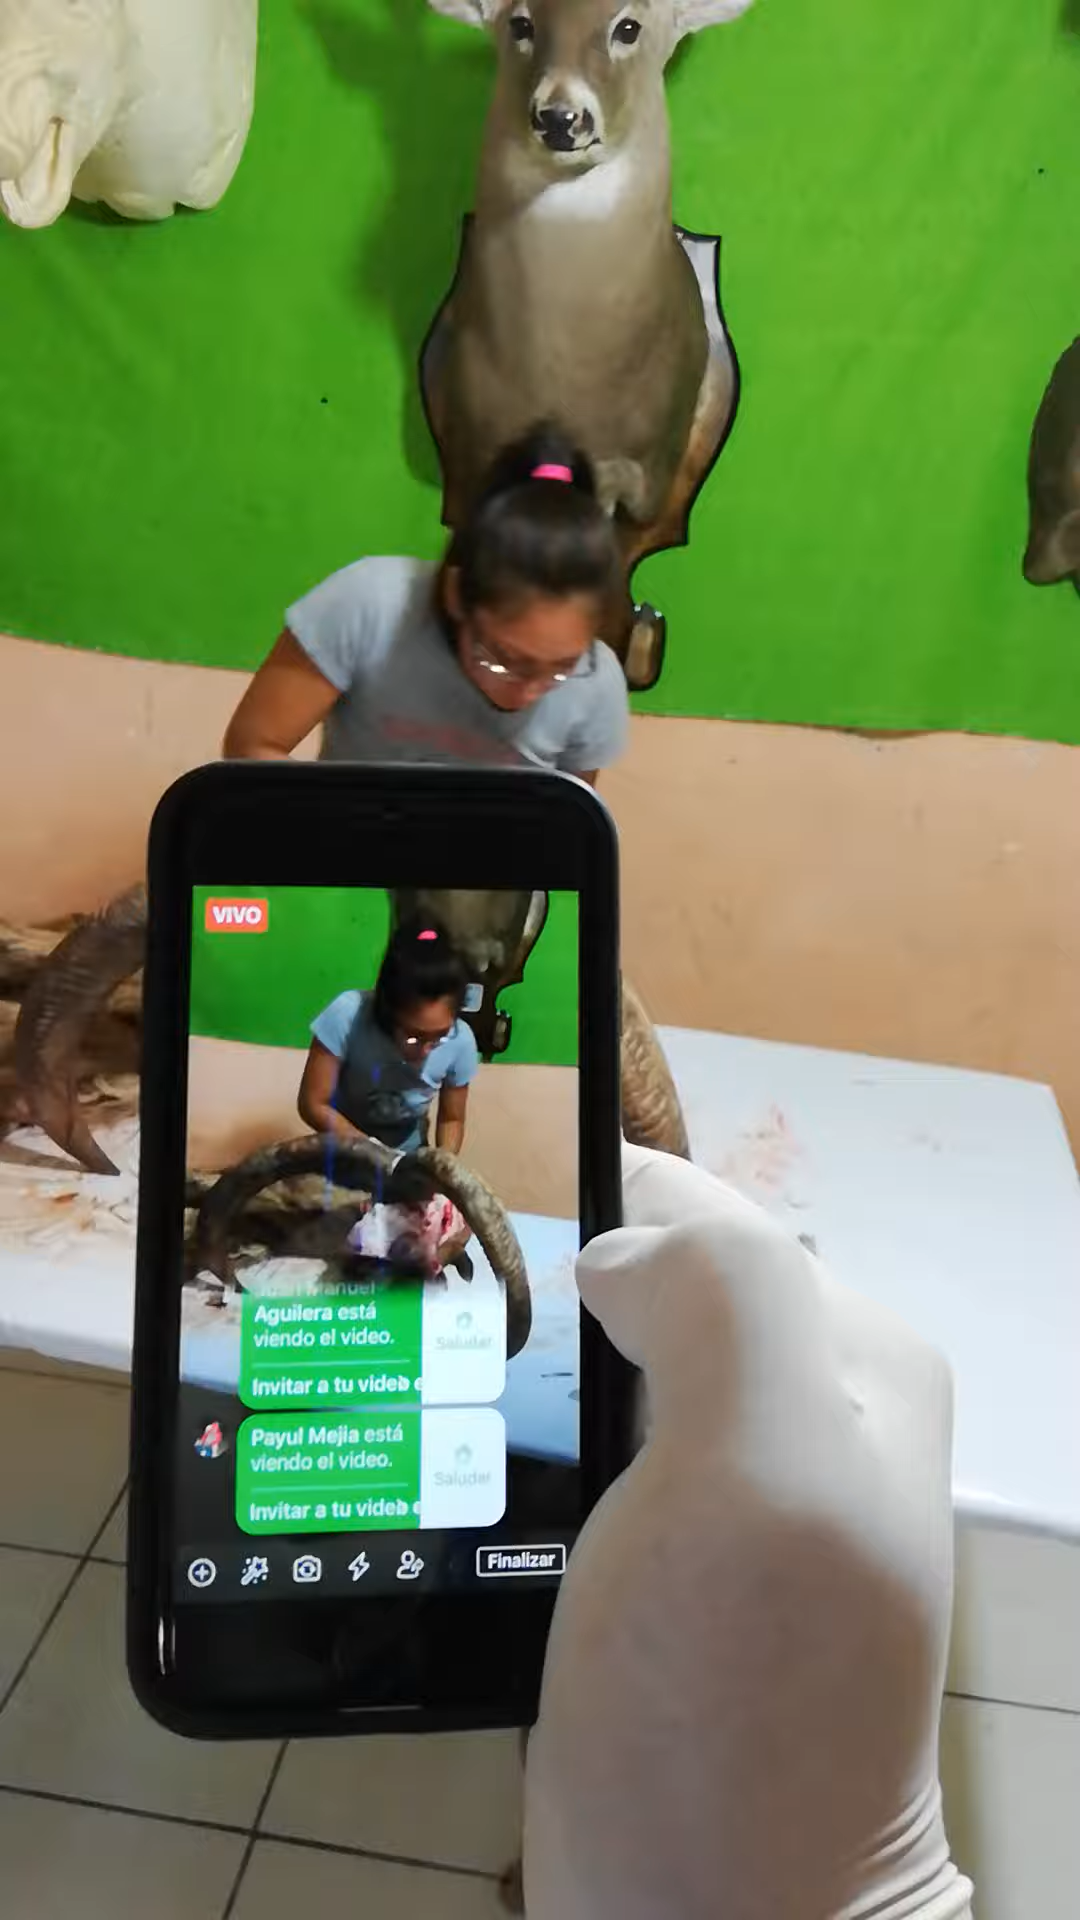 VIVO
Manuel
Aguilera está
viendo el video.
Saludar
Invitar a tu video
Payul Mejia está
viendo el video.
Saludar
Invitar a tu video
Finalizar